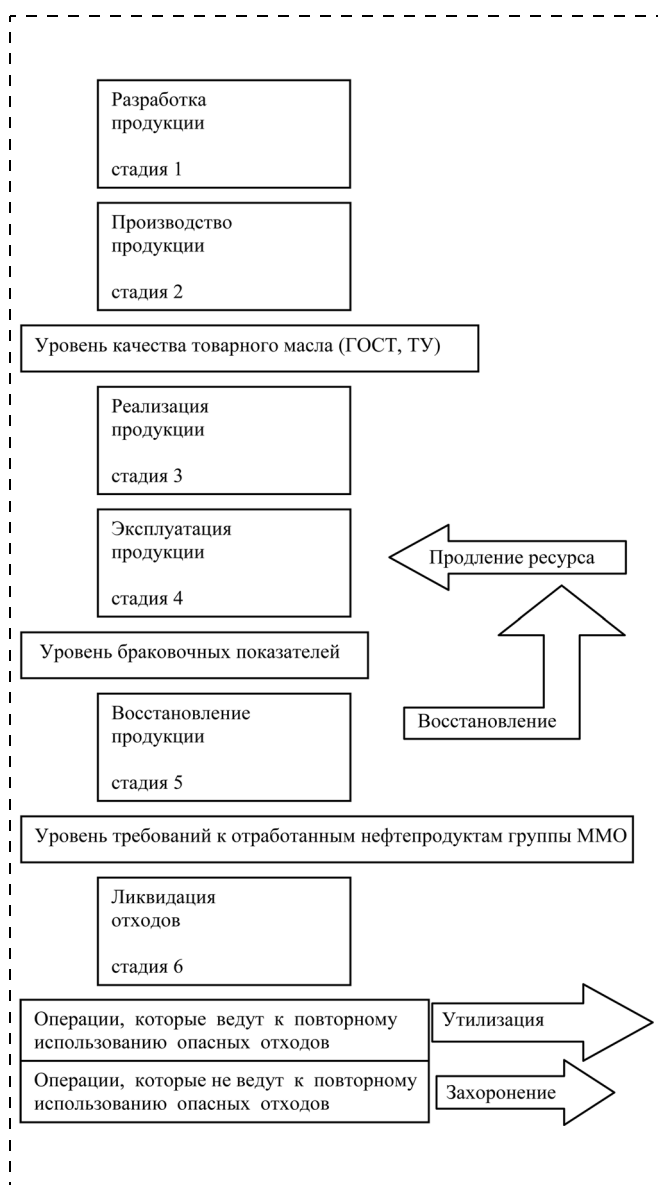 Разработка
продукции
стадия 1
Производство
продукции
стадия 2
Уровень качества товарного масла (ГОСТ, ТУ)
Реализация
продукции
стадия 3
Эксплуатация
продукции
стадия 4
Продление ресурса
Уровень браковочных показателей
Восстановление
продукции
стадия 5
Восстановление
Уровень требований к отработанным нефтепродуктам группы ММО
Ликвидация
отходов
стадия 6
Операции, которые ведут к повторному
использованию опасных отходов
Утилизация
Операции, которые не ведут к повторному
использованию опасных отходов
Захоронение